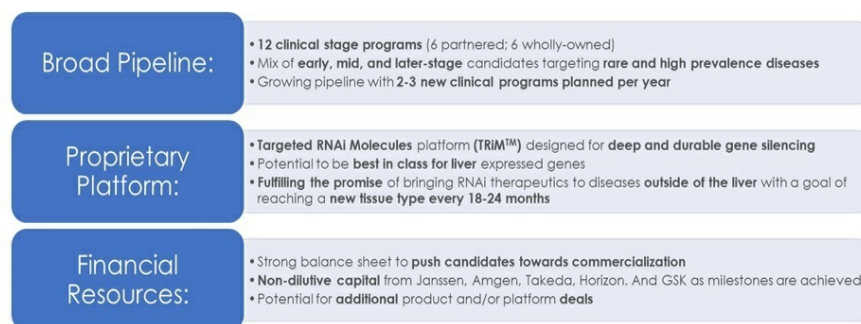 Broad Pipeline:
• 12 clinical stage programs (6 partnered; 6 wholly-owned)
• Mix of early, mid, and later-stage candidates targeting rare and high prevalence diseases
• Growing pipeline with 2-3 new clinical programs planned per year
Proprietary
Platform:
• Targeted RNAi Molecules platform (TRiM™) designed for deep and durable gene silencing
• Potential to be best in class for liver expressed genes
• Fulfilling the promise of bringing RNAi therapeutics to diseases outside of the liver with a goal of
reaching a new tissue type every 18-24 months
Financial
Resources:
• Strong balance sheet to push candidates towards commercialization
• Non-dilutive capital from Janssen, Amgen, Takeda, Horizon. And GSK as milestones are achieved
• Potential for additional product and/or platform deals